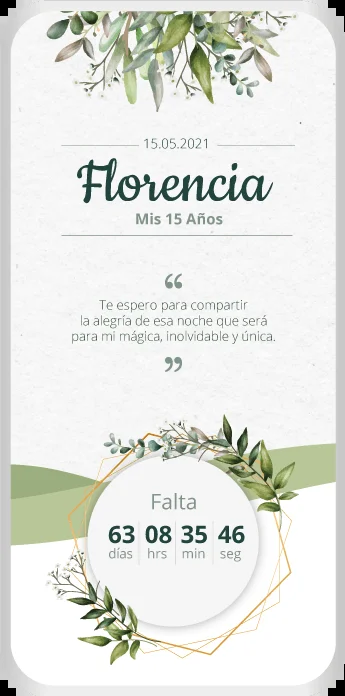 15.05.2021
Florencia
Mis 15 Años
“
Te espero para compartir
la alegría de esa noche que será
para mi mágica, inolvidable y única.
”
Falta
63 08 35 46
días hrs min seg